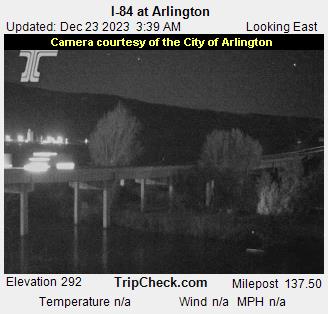 I-84 at Arlington
Updated: Dec 23 2023 3:39 AM Looking East
Camera courtesy of the City of Arlington
Elevation 292 TripCheck.com Milepost 137.50
Temperature n/a Wind n/a MPH n/a